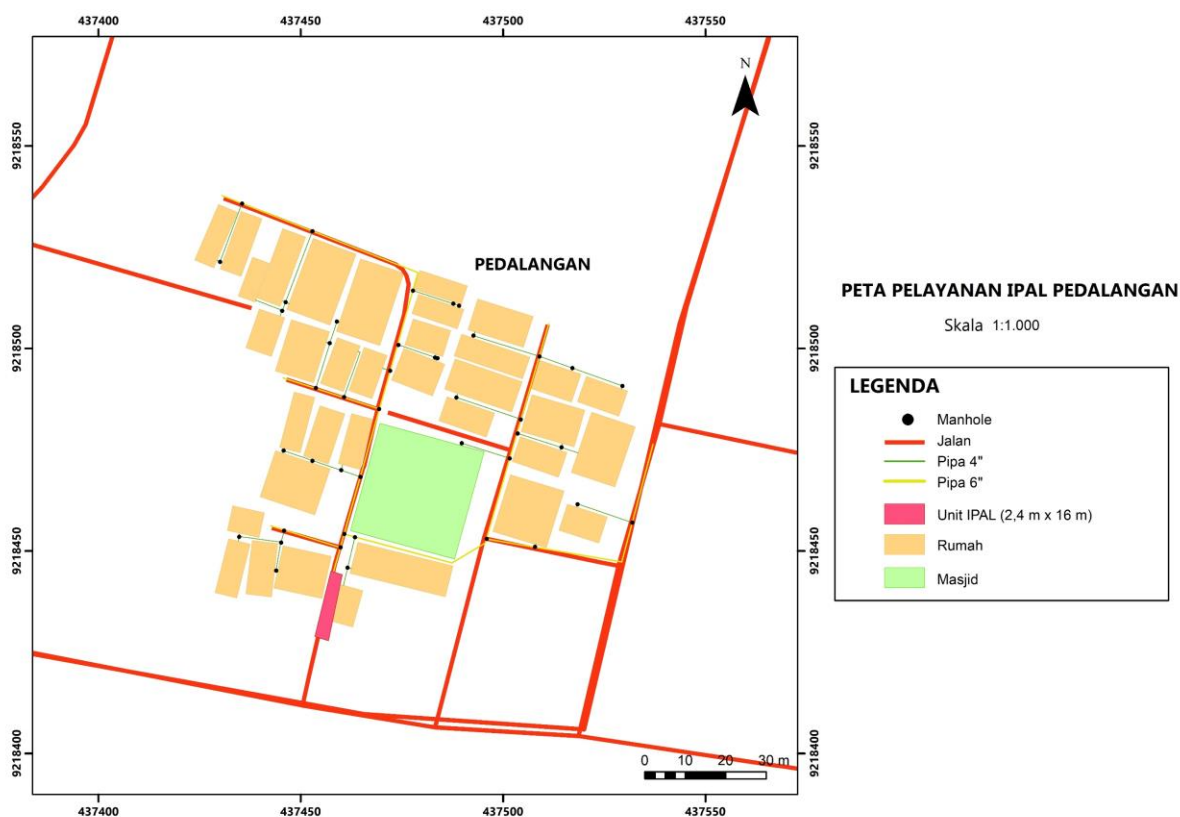 437400 437450 437500 437550
N
9218550 9218550
PEDALANGAN
9218500 9218500
9218450 9218450
9218400 9218400
0 10 20 30 m
437400 437450 437500 437550
PETA PELAYANAN IPAL PEDALANGAN
Skala 1:1.000
LEGENDA
Manhole
Jalan
Pipa 4"
Pipa 6"
Unit IPAL (2,4 m x 16 m)
Rumah
Masjid